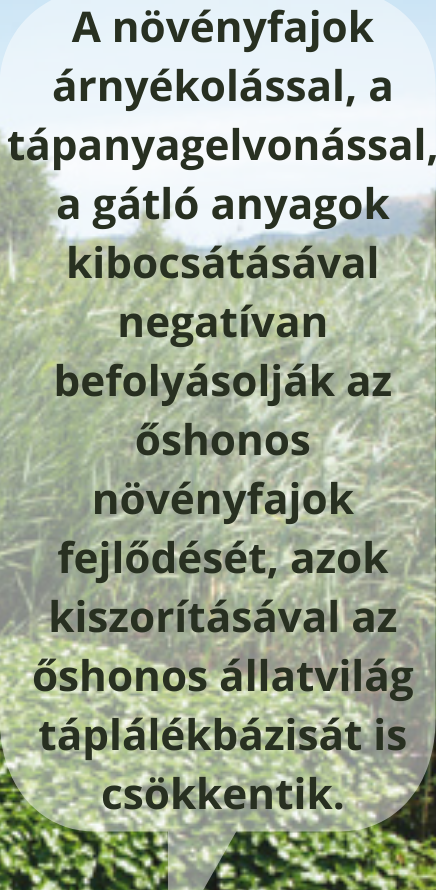 A növényfajok
árnyékolással, a
tápanyagelvonással,
a gátló anyagok
kibocsátásával
negatívan
befolyásolják az
őshonos
növényfajok
fejlődését, azok
kiszorításával az
őshonos állatvilág
táplálékbázisát is
csökkentik.